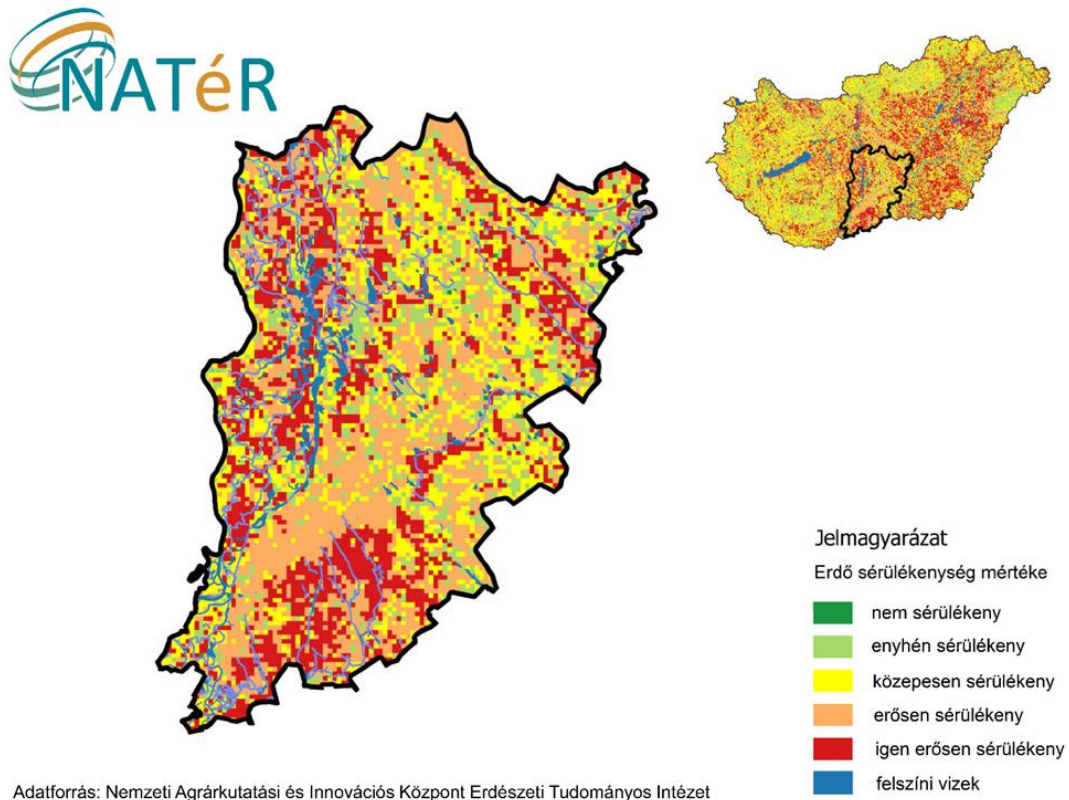 NATéR
Jelmagyarázat
Erdő sérülékenység mértéke
nem sérülékeny
enyhén sérülékeny
közepesen sérülékeny
erősen sérülékeny
igen erősen sérülékeny
felszíni vizek
Adatforrás: Nemzeti Agrárkutatási és Innovációs Központ Erdészeti Tudományos Intézet